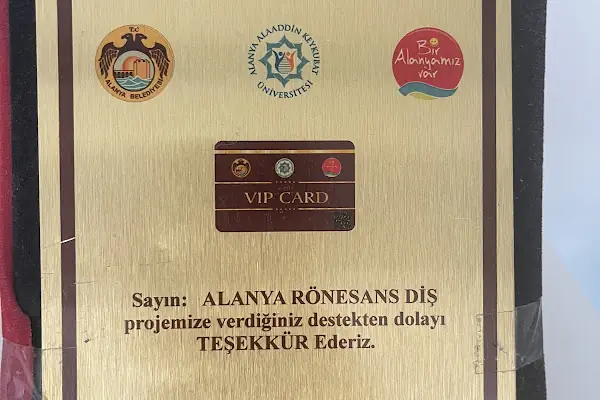 T.C
ALANYA BELEDİYESİ
ALANYA ALAADDİN KEYKUBAT
ÜNİVERSİTESİ
Bir
Alanyamız
var
VIP CARD
Sayın: ALANYA RÖNESANS DİŞ
projemize verdiğiniz destekten dolayı
TEŞEKKÜR Ederiz.